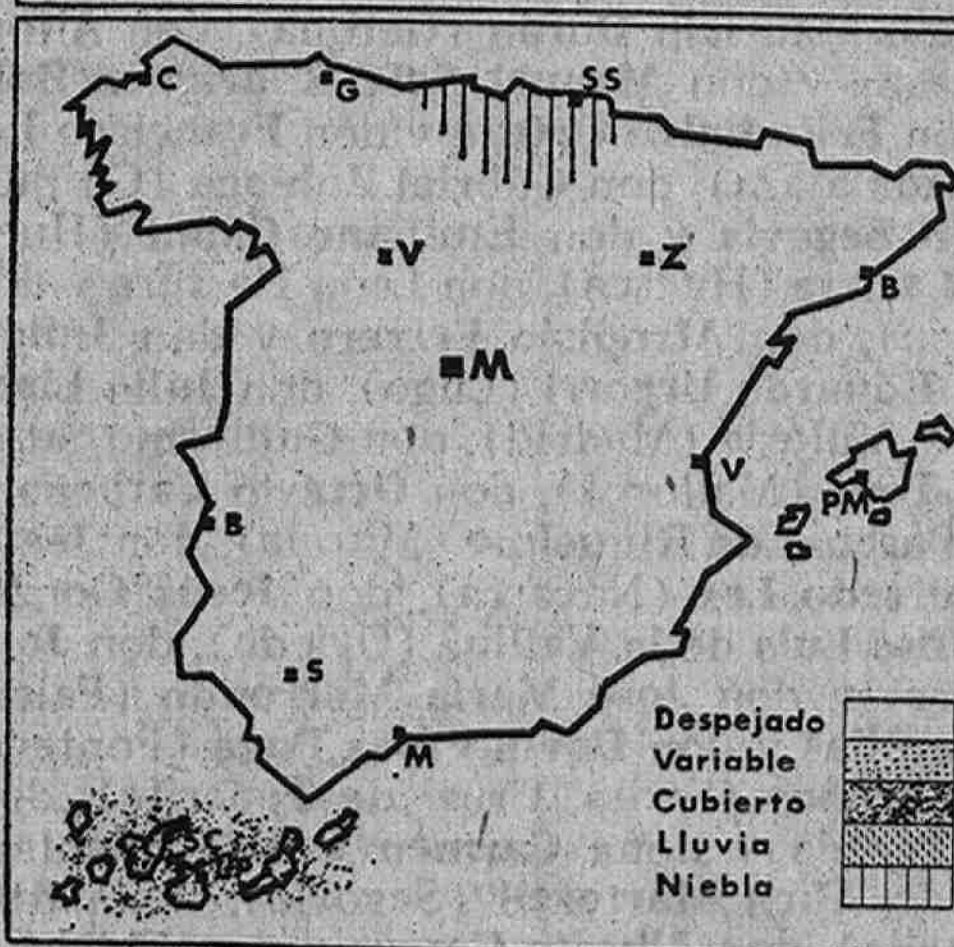 C
G
SS
V
Z
B
M
V
PM
B
S
M
S C
Despejado
Variable
Cubierto
Lluvia
Niebla